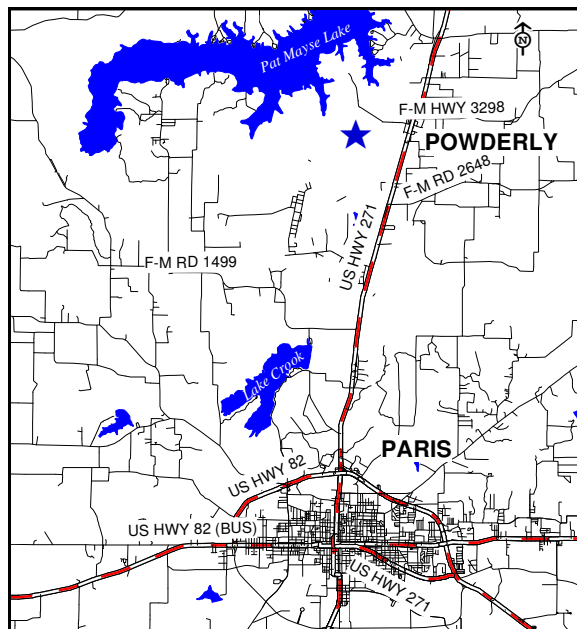 Pat Mayse Lake
N
F-M HWY 3298
POWDERLY
F-M RD 2648
US HWY 271
F-M RD 1499
Lake Crook
PARIS
US HWY 82
US HWY 82 (BUS)
US HWY 271